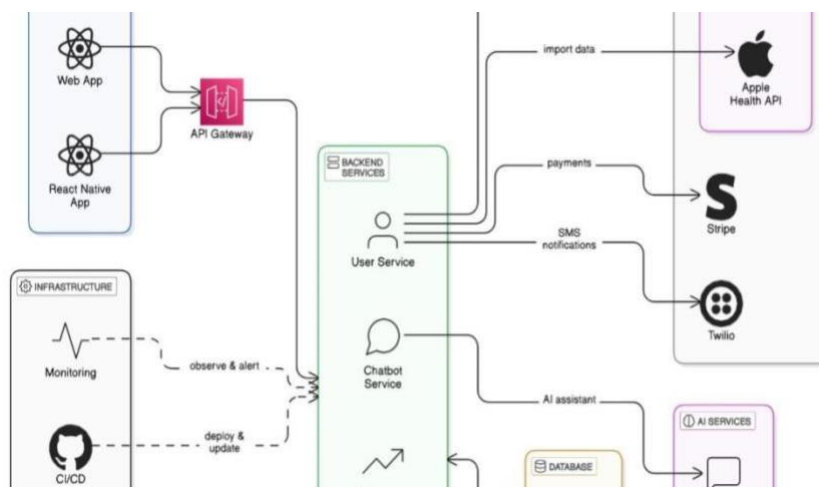 Web App
React Native
App
API Gateway
import data
Apple
Health API
BACKEND
SERVICES
User Service
payments
Stripe
SMS
notifications
Twilio
INFRASTRUCTURE
Monitoring
observe & alert
Chatbot
Service
AI assistant
AI SERVICES
deploy &
update
CI/CD
DATABASE